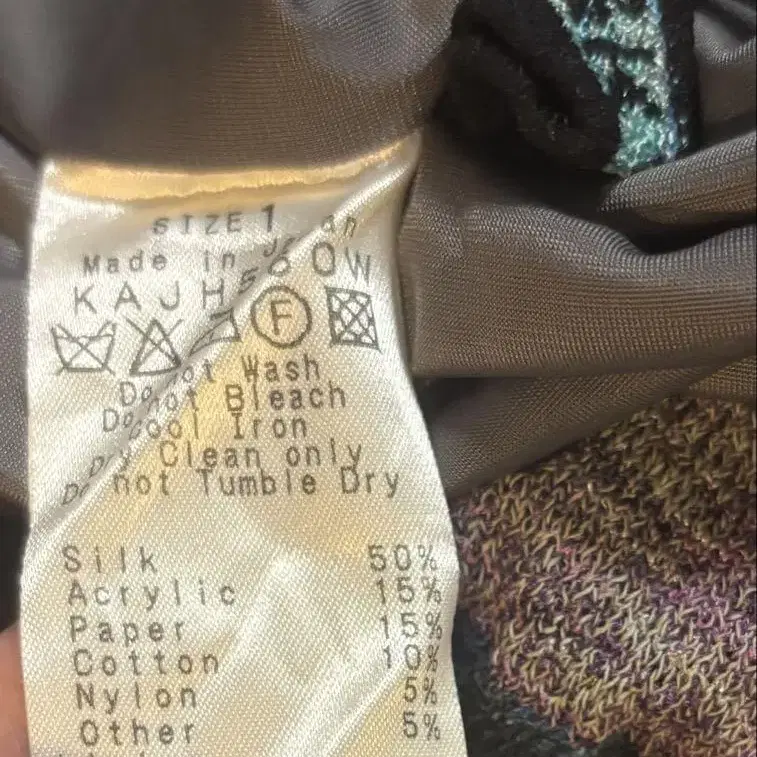 SIZE 1
Made in Japan
KAJH
F
Do not Wash
Do not Bleach
Cool Iron
Dry Clean only
Do not Tumble Dry
Silk 50%
Acrylic 15%
Paper 15%
Cotton 10%
Nylon 5%
Other 5%